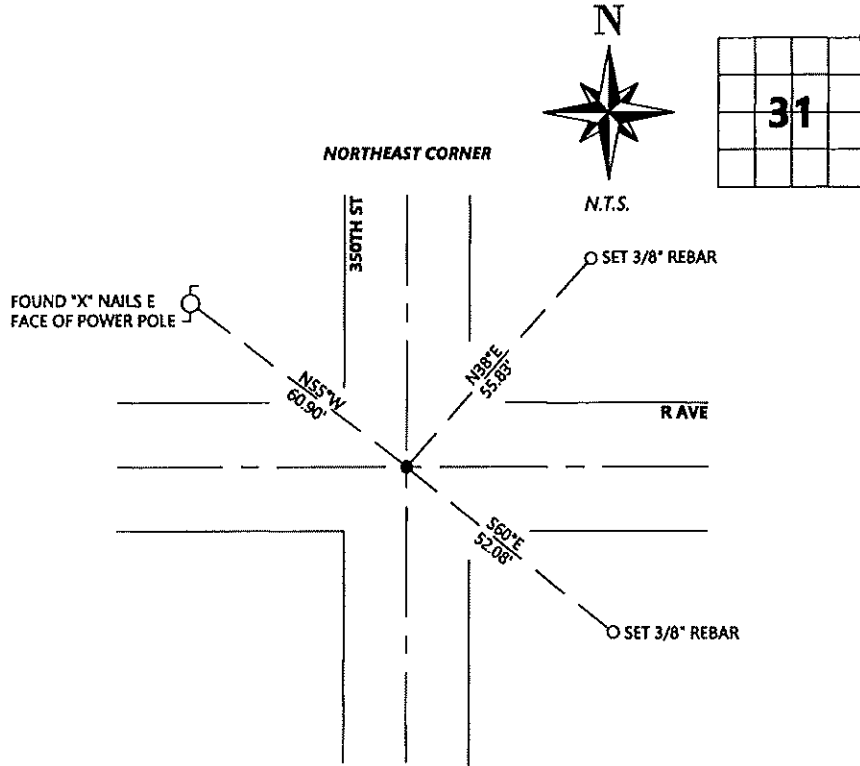 N
31
NORTHEAST CORNER
N.T.S.
350TH ST
SET 3/8" REBAR
FOUND "X" NAILS E
FACE OF POWER POLE
N55°W
60.90'
N38°E
55.83'
R AVE
S60°E
52.08'
SET 3/8" REBAR